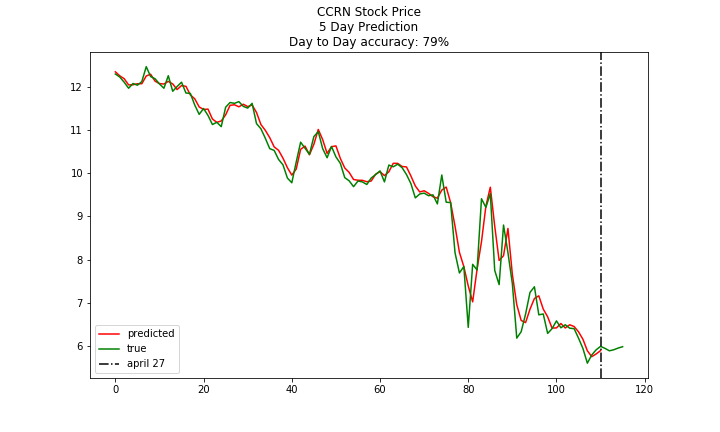 CCRN Stock Price
5 Day Prediction
Day to Day accuracy: 79%
12
11
10
9
8
7
6
predicted
true
april 27
0 20 40 60 80 100 120